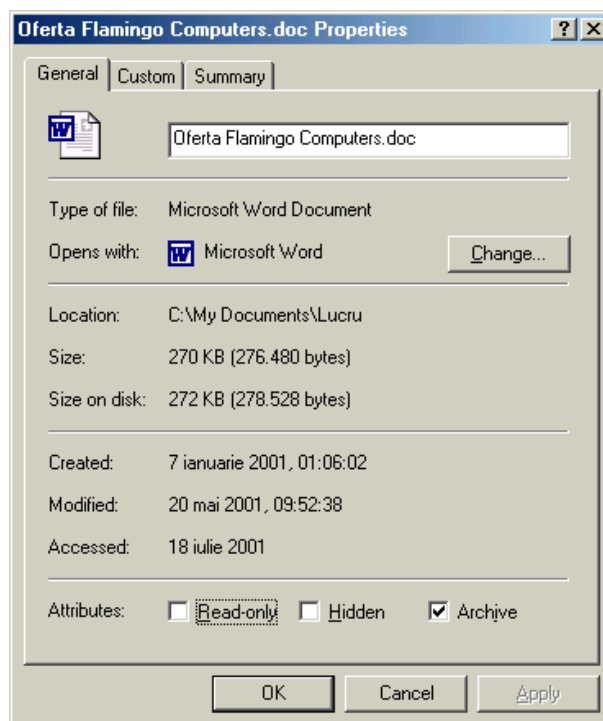 Oferta Flamingo Computers.doc Properties
General Custom Summary
Oferta Flamingo Computers.doc
Type of file: Microsoft Word Document
Opens with: Microsoft Word Change...
Location: C:\My Documents\Lucru
Size: 270 KB (276.480 bytes)
Size on disk: 272 KB (278.528 bytes)
Created: 7 ianuarie 2001, 01:06:02
Modified: 20 mai 2001, 09:52:38
Accessed: 18 iulie 2001
Attributes: Read-only Hidden Archive
OK Cancel Apply